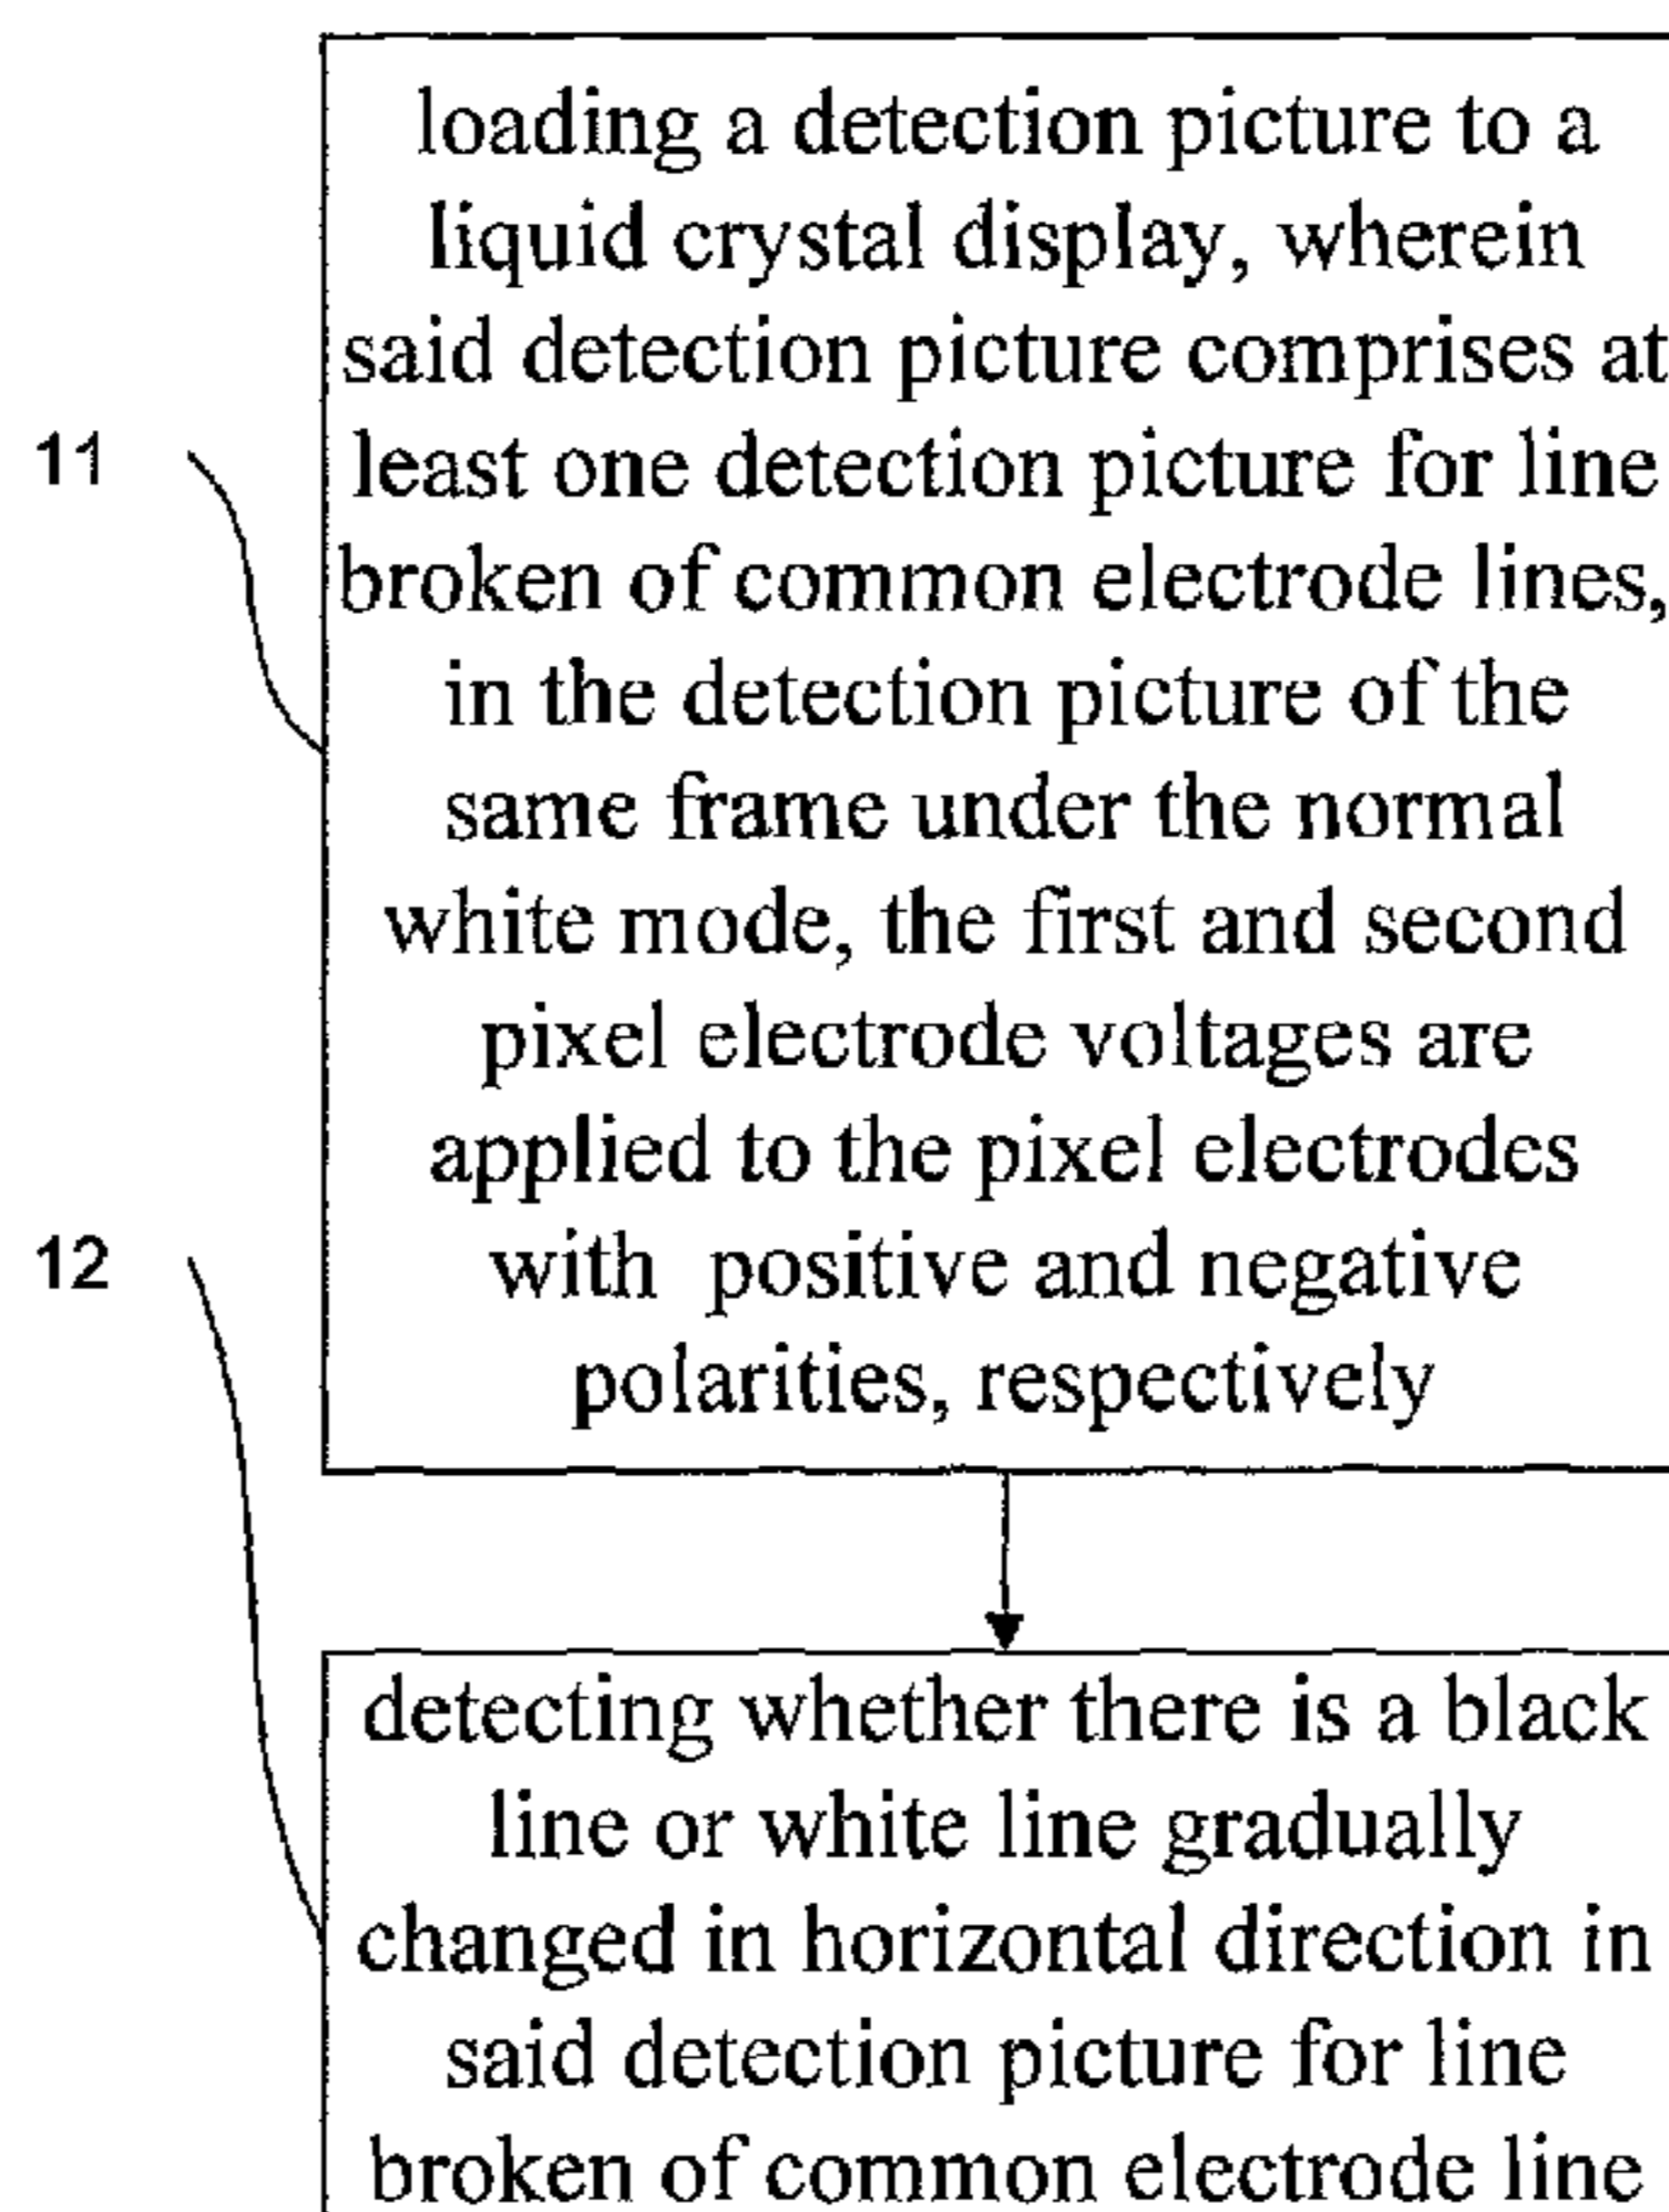 loading a detection picture to a
liquid crystal display, wherein
said detection picture comprises at
11
least one detection picture for line
broken of common electrode lines,
in the detection picture of the
same frame under the normal
white mode, the first and second
pixel electrode voltages are
applied to the pixel electrodes
12
with positive and negative
polarities, respectively
detecting whether there is a black
line or white line gradually
changed in horizontal direction in
said detection picture for line
broken of common electrode line